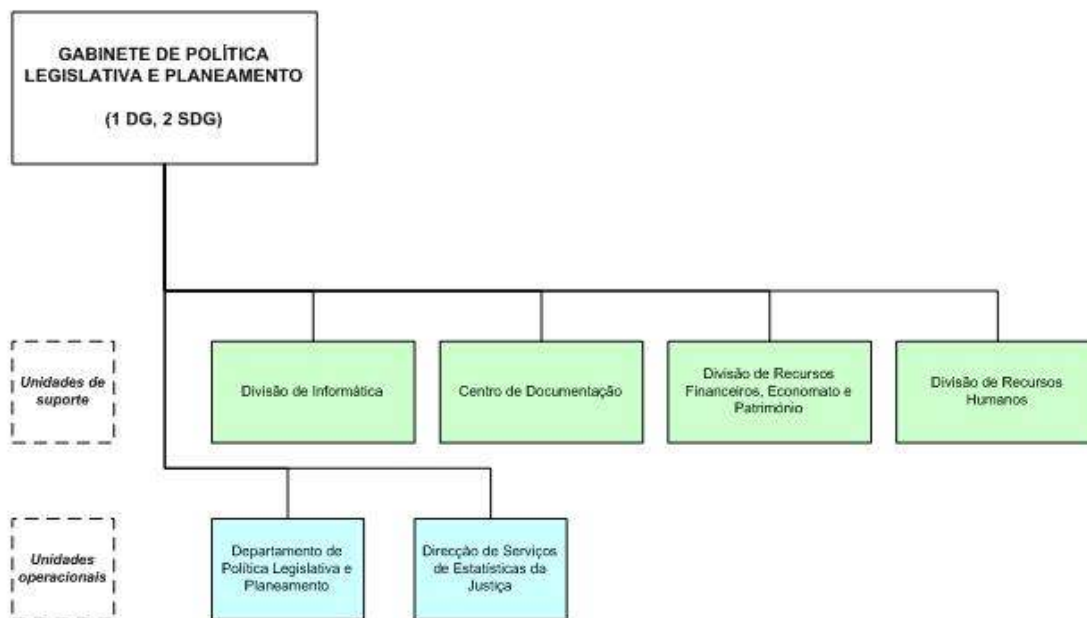 GABINETE DE POLÍTICA
LEGISLATIVA E PLANEAMENTO
(1 DG, 2 SDG)
Unidades de
suporte
Divisão de Informática
Centro de Documentação
Divisão de Recursos
Financeiros, Economato e
Património
Divisão de Recursos
Humanos
Unidades
operacionais
Departamento de
Política Legislativa e
Planeamento
Direcção de Serviços
de Estatísticas da
Justiça